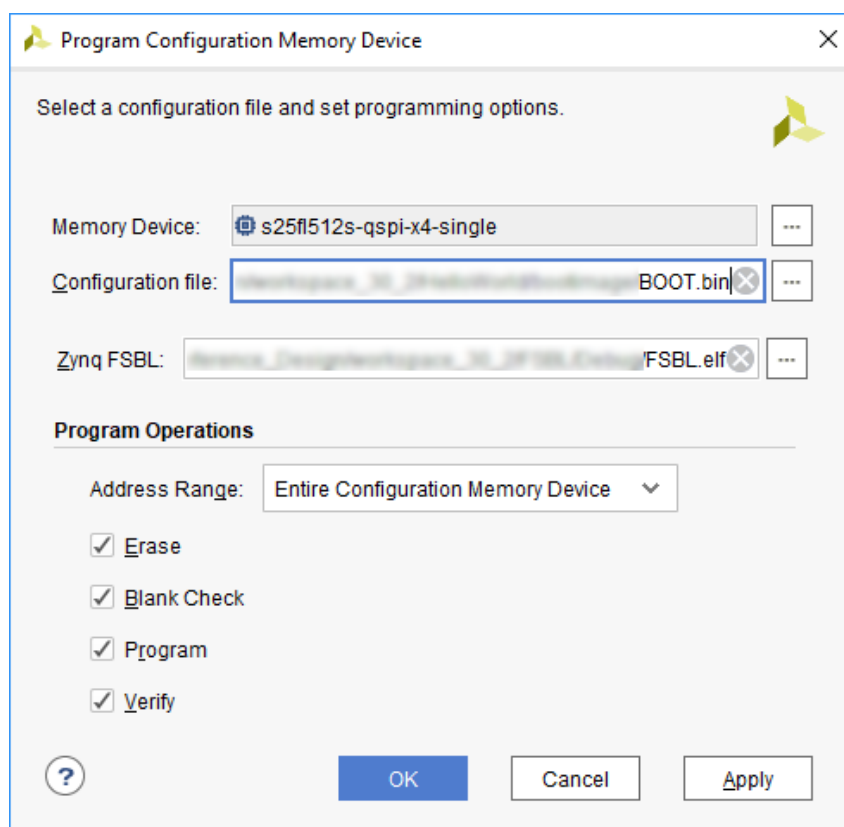 Program Configuration Memory Device
Select a configuration file and set programming options.
Memory Device: s25fl512s-qspi-x4-single ...
Configuration file: BOOT.bin ...
Zynq FSBL: /FSBL.elf ...
Program Operations
Address Range: Entire Configuration Memory Device
Erase
Blank Check
Program
Verify
? OK Cancel Apply